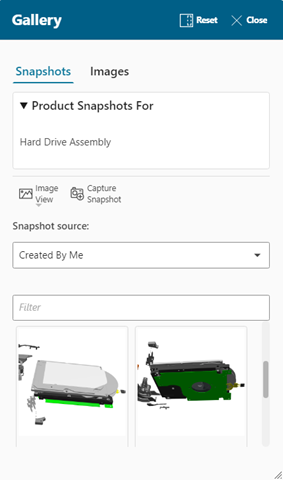 Gallery
Reset
Close
Snapshots
Images
Product Snapshots For
Hard Drive Assembly
Image
View
Capture
Snapshot
Snapshot source:
Created By Me
Filter